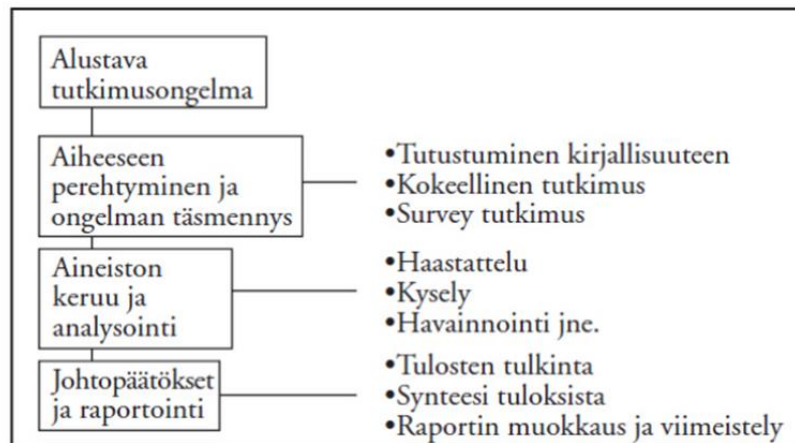 Alustava
tutkimusongelma
Aiheeseen
perehtyminen ja
ongelman täsmennys
•Tutustuminen kirjallisuuteen
•Kokeellinen tutkimus
•Survey tutkimus
Aineiston
keruu ja
analysointi
•Haastattelu
•Kysely
•Havainnointi jne.
Johtopäätökset
ja raportointi
•Tulosten tulkinta
•Synteesi tuloksista
•Raportin muokkaus ja viimeistely